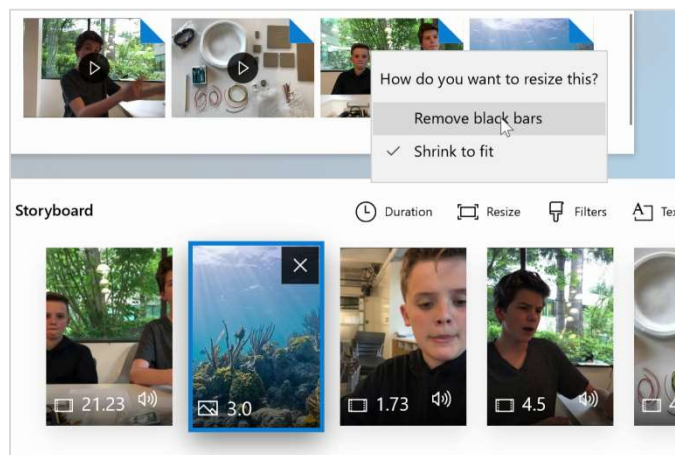 How do you want to resize this?
Remove black bars
Shrink to fit
Storyboard
Duration
Resize
Filters
21.23
3.0
1.73
4.5